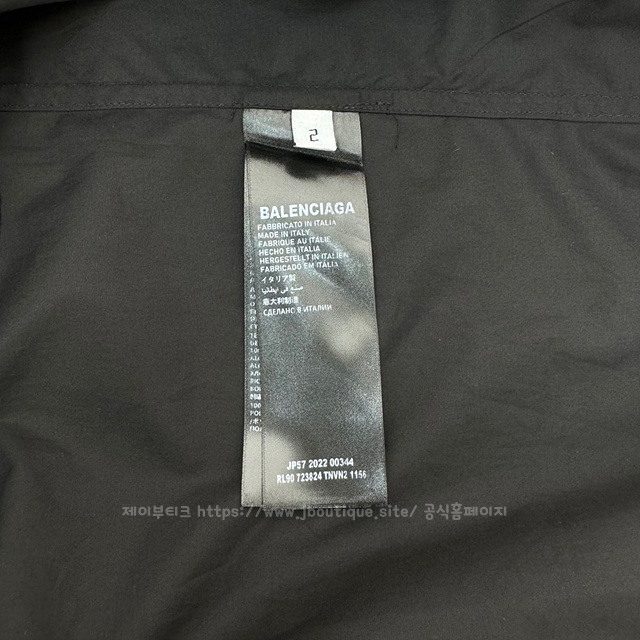 2
BALENCIAGA
FABBRICATO IN ITALIA
MADE IN ITALY
FABRIQUE AU ITALIE
HECHO EN ITALIA
HERGESTELLT IN ITALIEN
FABRICADO EM ITALIA
イタリア製
صنع في إيطاليا
意大利制造
СДЕЛАНО В ИТАЛИИ
JP57 2022 00344
RL90 723824 TNVN2 1156
제이부티크 https://www.jboutique.site/ 공식홈페이지